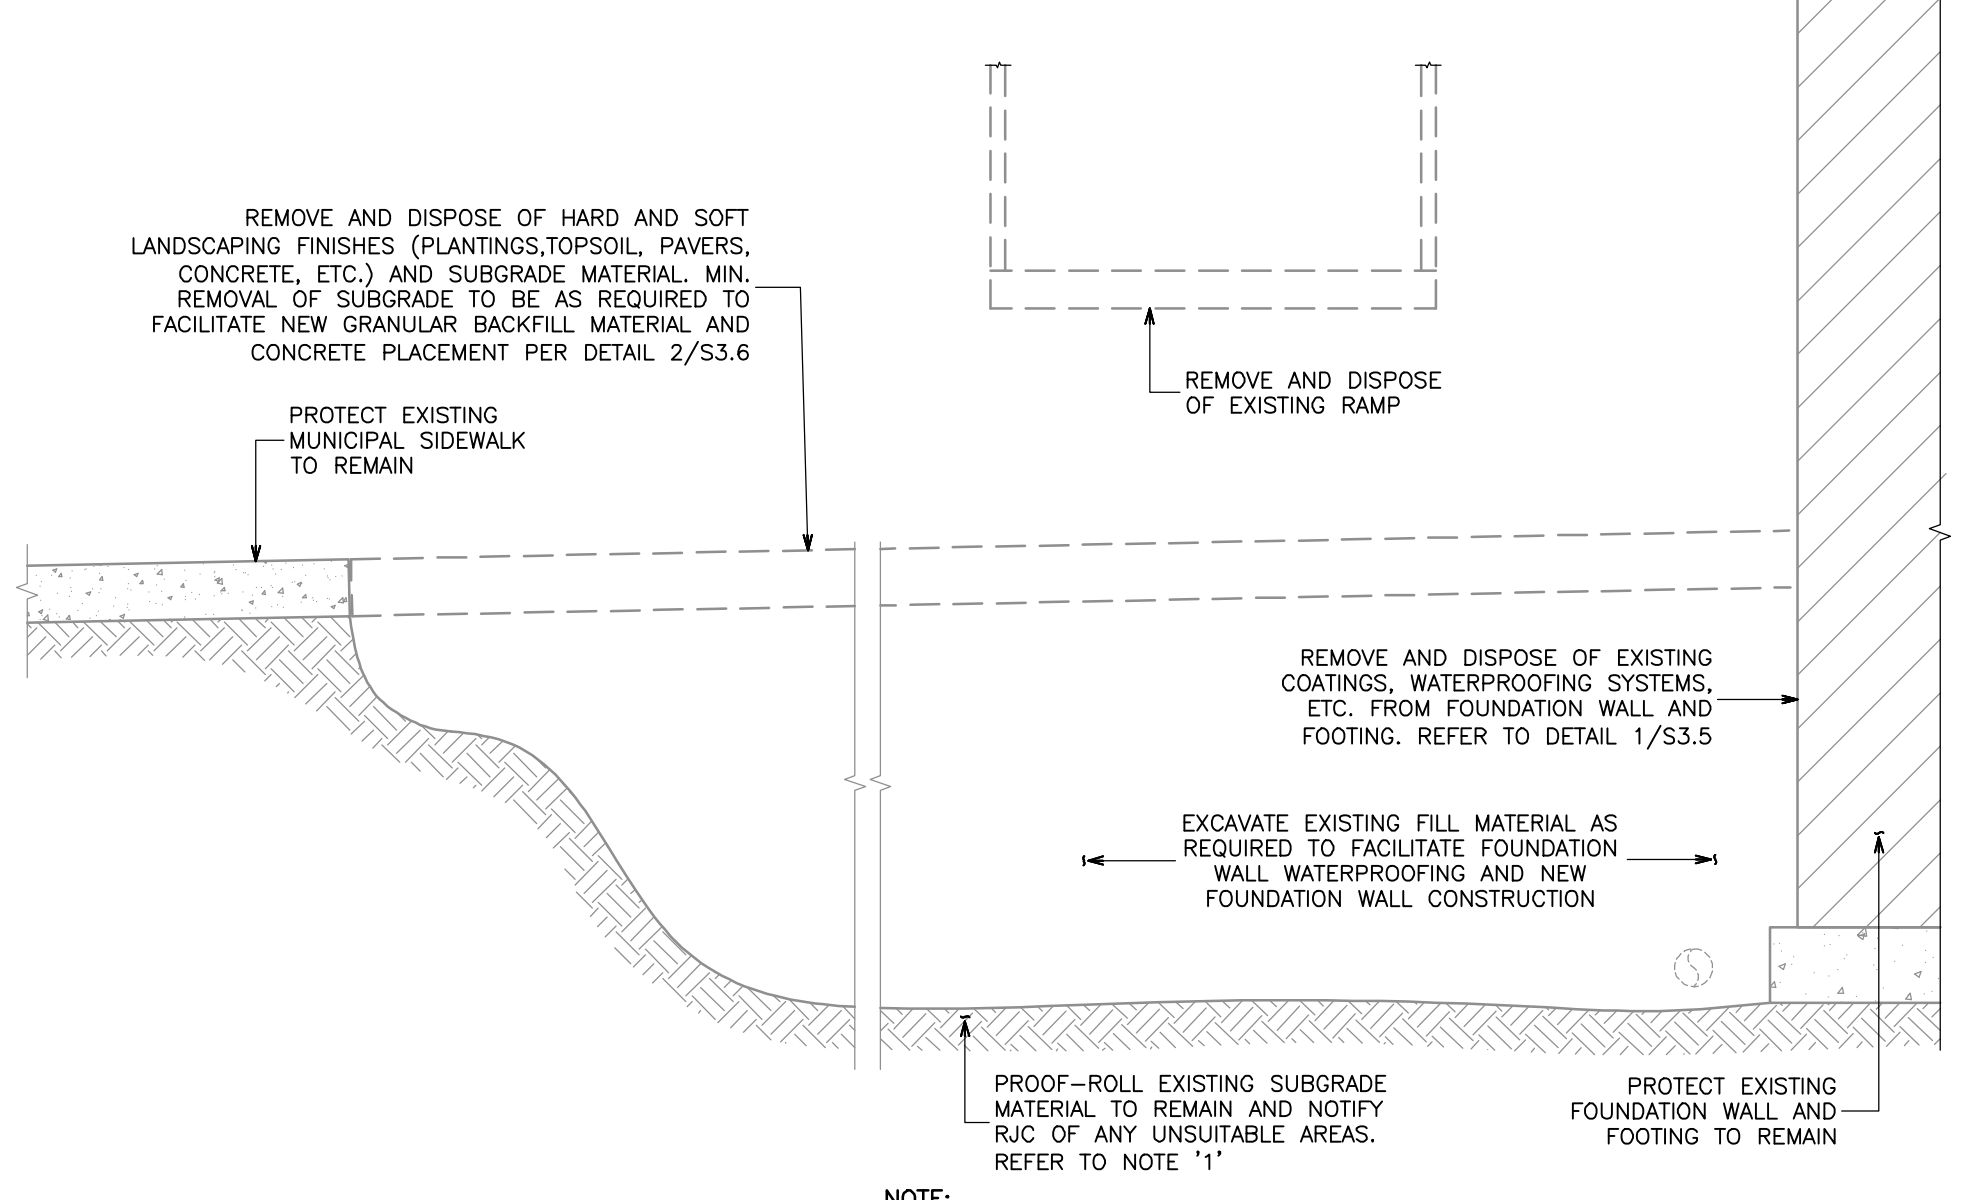 REMOVE AND DISPOSE OF HARD AND SOFT
LANDSCAPING FINISHES (PLANTINGS,TOPSOIL, PAVERS,
CONCRETE, ETC.) AND SUBGRADE MATERIAL. MIN.
REMOVAL OF SUBGRADE TO BE AS REQUIRED TO
FACILITATE NEW GRANULAR BACKFILL MATERIAL AND
CONCRETE PLACEMENT PER DETAIL 2/S3.6
REMOVE AND DISPOSE
OF EXISTING RAMP
PROTECT EXISTING
MUNICIPAL SIDEWALK
TO REMAIN
REMOVE AND DISPOSE OF EXISTING
COATINGS, WATERPROOFING SYSTEMS,
ETC. FROM FOUNDATION WALL AND
FOOTING. REFER TO DETAIL 1/S3.5
EXCAVATE EXISTING FILL MATERIAL AS
REQUIRED TO FACILITATE FOUNDATION
WALL WATERPROOFING AND NEW
FOUNDATION WALL CONSTRUCTION
PROOF-ROLL EXISTING SUBGRADE
MATERIAL TO REMAIN AND NOTIFY
RJC OF ANY UNSUITABLE AREAS.
REFER TO NOTE '1'
PROTECT EXISTING
FOUNDATION WALL AND
FOOTING TO REMAIN
NOTE: